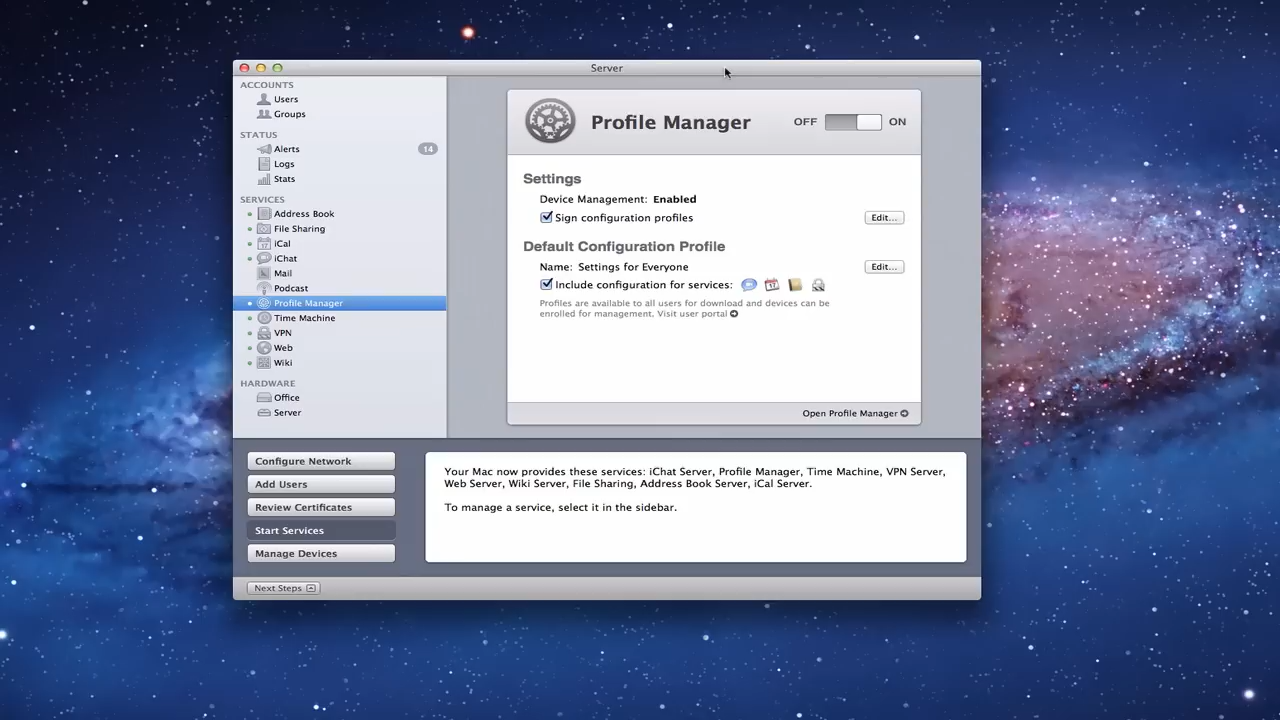 Server
ACCOUNTS
Users
Groups
STATUS
Alerts 14
Logs
Stats
SERVICES
Address Book
File Sharing
iCal
iChat
Mail
Podcast
Profile Manager
Time Machine
VPN
Web
Wiki
HARDWARE
Office
Server
Profile Manager OFF ON
Settings
Device Management: Enabled
Sign configuration profiles Edit...
Default Configuration Profile
Name: Settings for Everyone Edit...
Include configuration for services: 17
Profiles are available to all users for download and devices can be
enrolled for management. Visit user portal
Open Profile Manager
Configure Network
Add Users
Review Certificates
Start Services
Manage Devices
Your Mac now provides these services: iChat Server, Profile Manager, Time Machine, VPN Server,
Web Server, Wiki Server, File Sharing, Address Book Server, iCal Server.
To manage a service, select it in the sidebar.
Next Steps